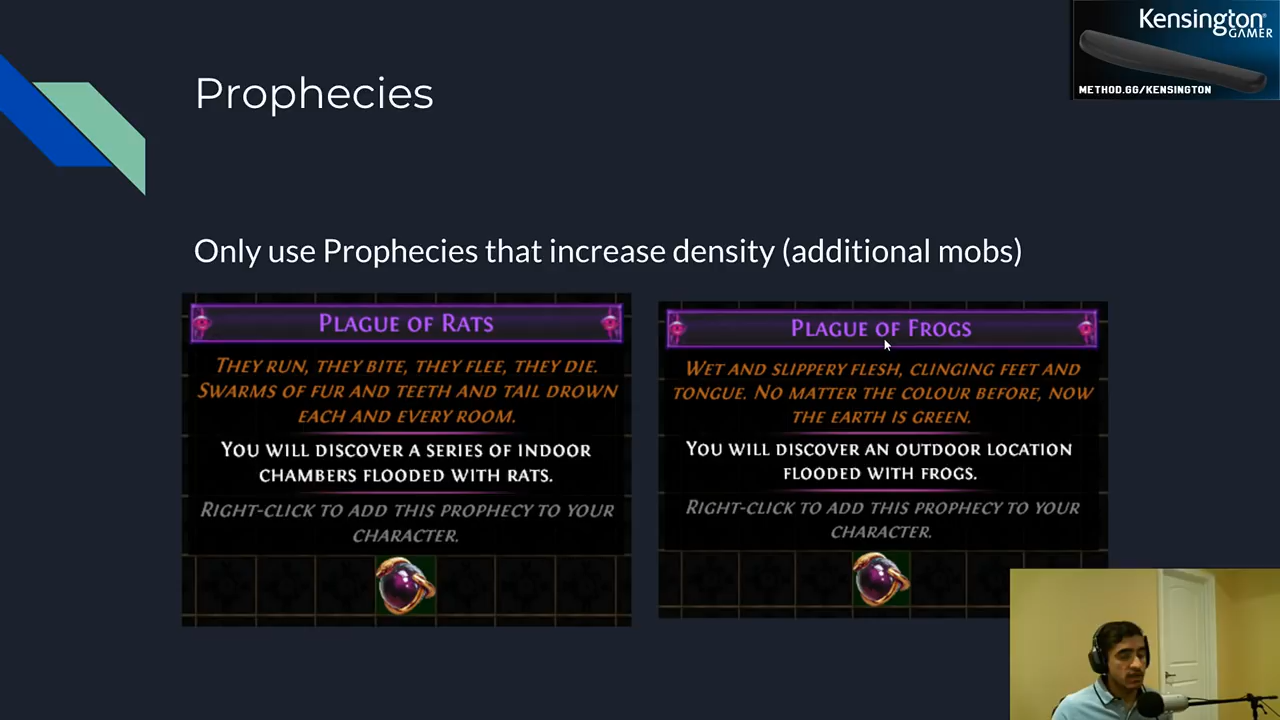 Kensington
GAMER
METHOD.GG/KENSINGTON
Prophecies
Only use Prophecies that increase density (additional mobs)
PLAGUE OF RATS
THEY RUN, THEY BITE, THEY FLEE, THEY DIE.
SWARMS OF FUR AND TEETH AND TAIL DROWN
EACH AND EVERY ROOM.
YOU WILL DISCOVER A SERIES OF INDOOR
CHAMBERS FLOODED WITH RATS.
RIGHT-CLICK TO ADD THIS PROPHECY TO YOUR
CHARACTER.
PLAGUE OF FROGS
WET AND SLIPPERY FLESH, CLINGING FEET AND
TONGUE. NO MATTER THE COLOUR BEFORE, NOW
THE EARTH IS GREEN.
YOU WILL DISCOVER AN OUTDOOR LOCATION
FLOODED WITH FROGS.
RIGHT-CLICK TO ADD THIS PROPHECY TO YOUR
CHARACTER.